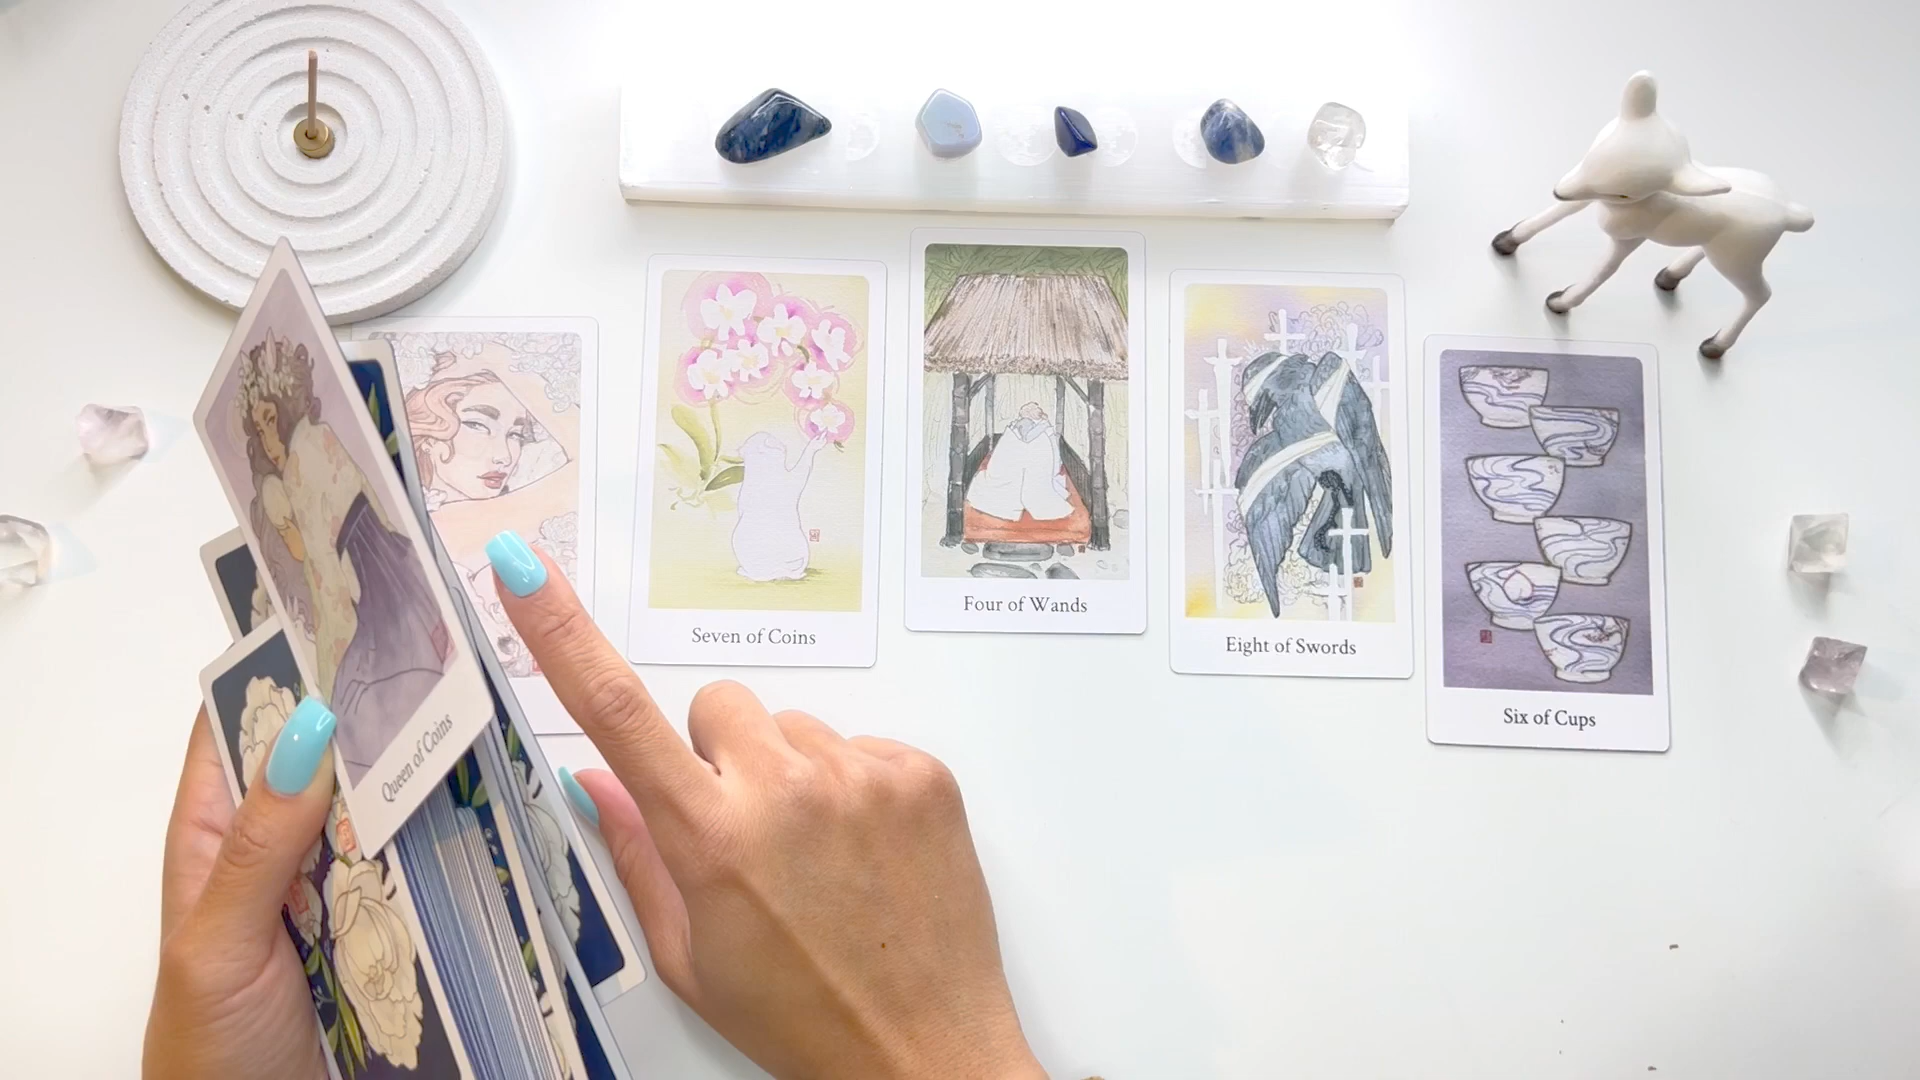 Seven of Coins
Four of Wands
Eight of Swords
Six of Cups
Queen of Coins